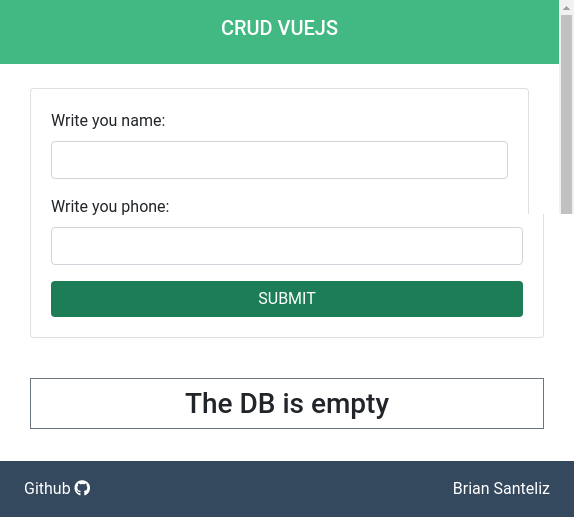 CRUD VUEJS
Write you name:
Write you phone:
SUBMIT
The DB is empty
Github
Brian Santeliz